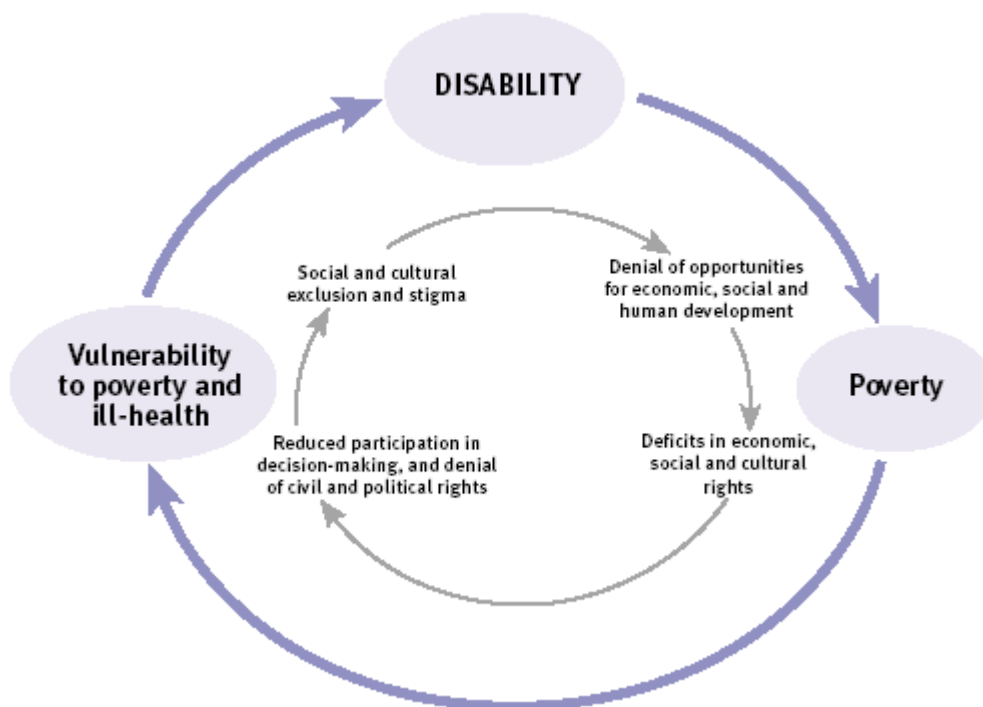 DISABILITY
Social and cultural
exclusion and stigma
Denial of opportunities
for economic, social and
human development
Vulnerability
to poverty and
ill-health
Poverty
Reduced participation in
decision-making, and denial
of civil and political rights
Deficits in economic,
social and cultural
rights